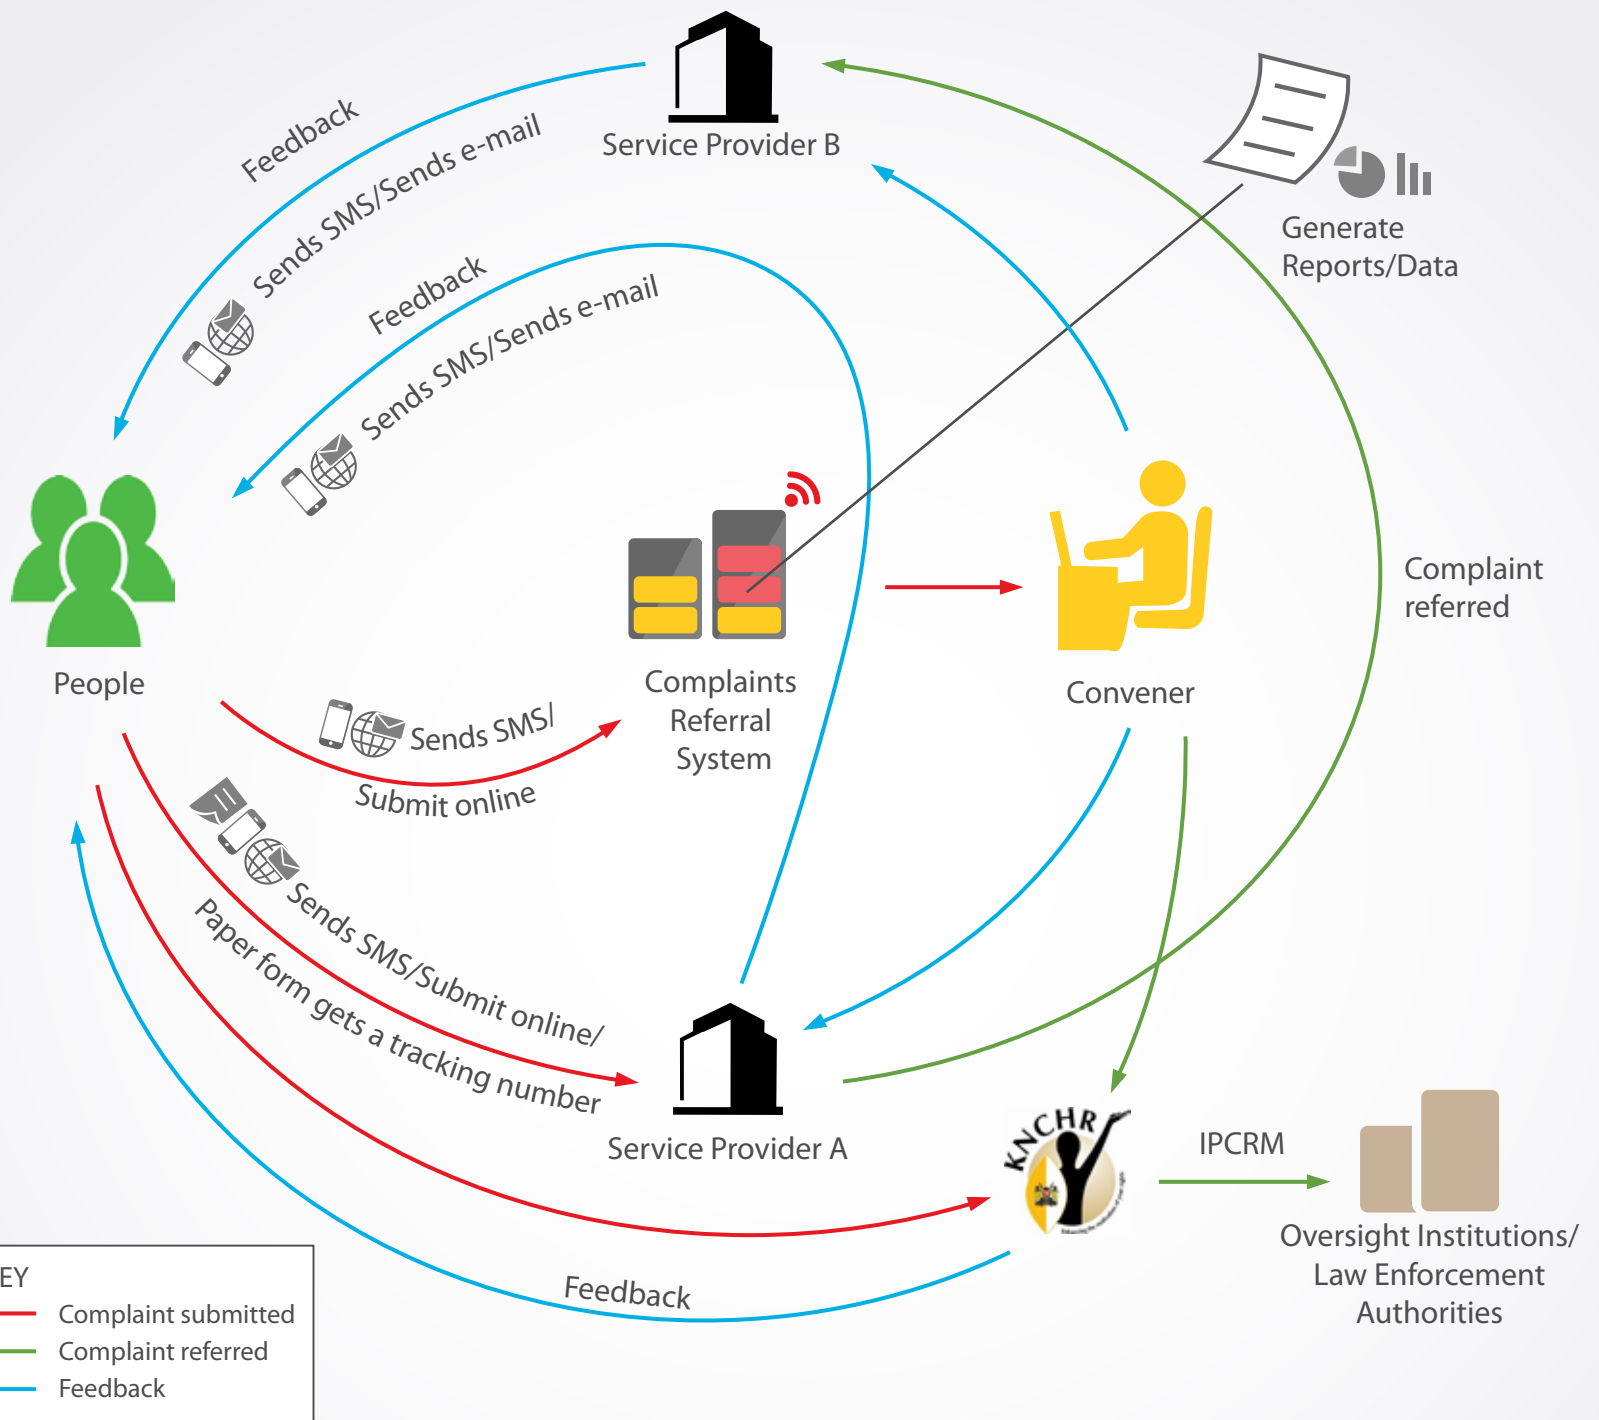 Service Provider B
Feedback
Sends SMS/Sends e-mail
Generate
Reports/Data
Feedback
Sends SMS/Sends e-mail
Complaint
referred
People
Complaints
Referral
System
Convener
Sends SMS/
Submit online
Sends SMS/Submit online/
Paper form gets a tracking number
Service Provider A
KNCHR
IPCRM
Oversight Institutions/
Law Enforcement
Authorities
Feedback
EY
Complaint submitted
Complaint referred
Feedback